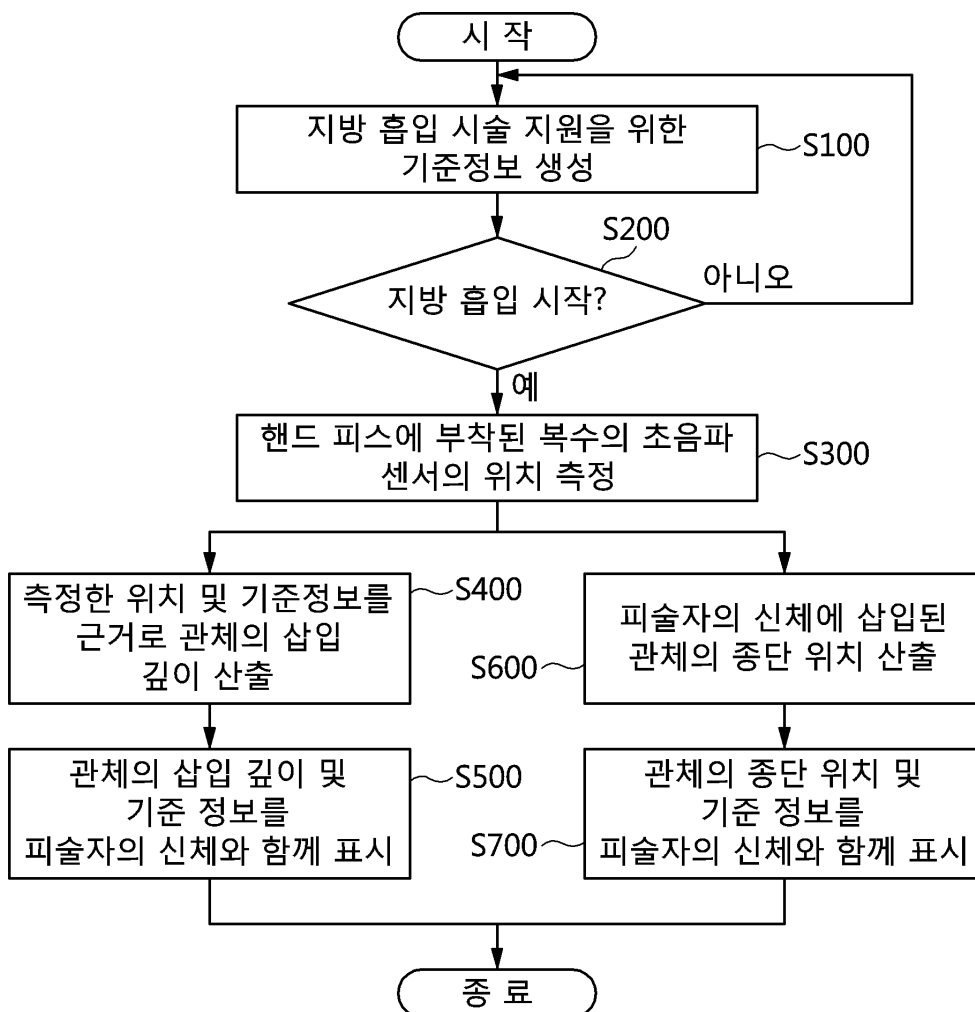 시 작
지방 흡입 시술 지원을 위한
기준정보 생성
S100
S200
지방 흡입 시작?
아니오
예
핸드 피스에 부착된 복수의 초음파
센서의 위치 측정
S300
측정한 위치 및 기준정보를
근거로 관체의 삽입
깊이 산출
S400
관체의 삽입 깊이 및
기준 정보를
피술자의 신체와 함께 표시
S500
피술자의 신체에 삽입된
관체의 종단 위치 산출
S600
관체의 종단 위치 및
기준 정보를
피술자의 신체와 함께 표시
S700
종 료